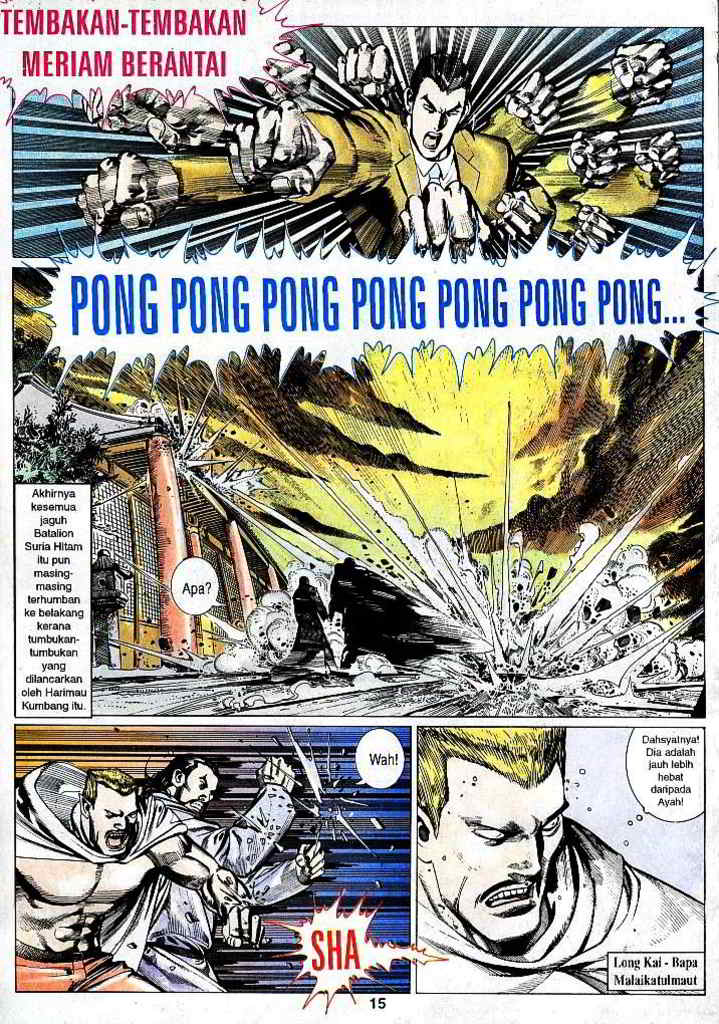 TEMBAKAN-TEMBAKAN
MERIAM BERANTAI
PONG PONG PONG PONG PONG PONG PONG...
Akhirnya
kesemua
jaguh
Batalion
Suria Hitam
itu pun
masing-
masing
terhumban
ke belakang
kerana
tumbukan-
tumbukan
yang
dilancarkan
oleh Harimau
Kumbang itu.
Apa?
Wah!
SHA
Dahsyatnya!
Dia adalah
jauh lebih
hebat
daripada
Ayah!
Long Kai - Bapa
Malaikatulmaut
15